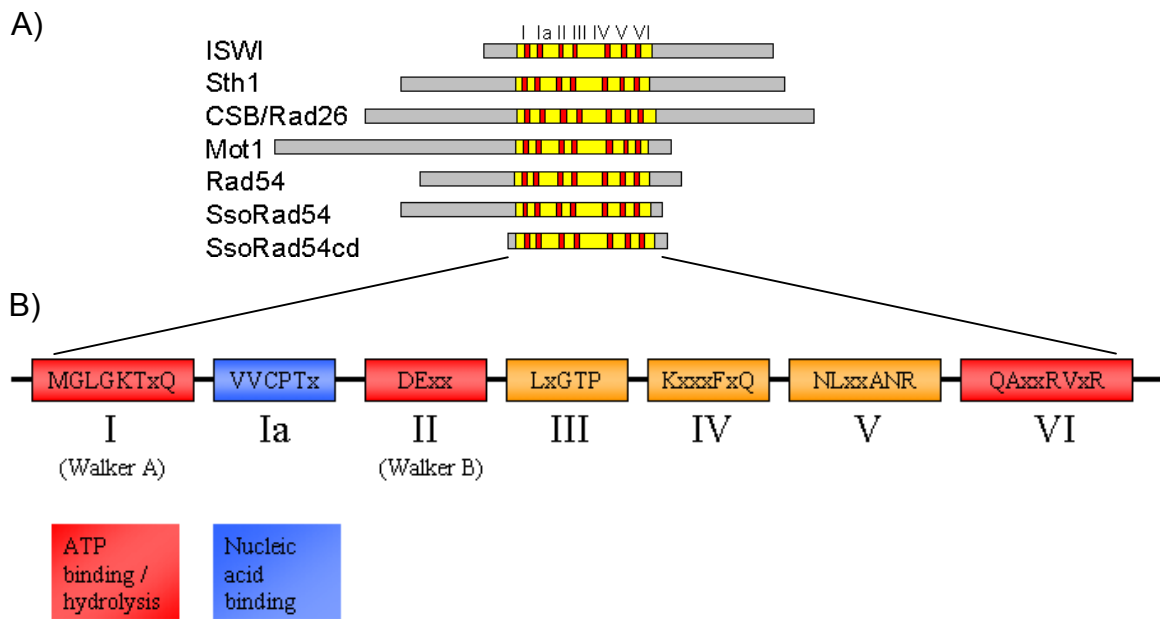 A)
I Ia II III IV V VI
ISWI
Sth1
CSB/Rad26
Mot1
Rad54
SsoRad54
SsoRad54cd
B)
MGLGKTxQ VVCPTx DExx LxGTP KxxxFxQ NLxxANR QAxxRVxR
I Ia II III IV V VI
(Walker A) (Walker B)
ATP
binding /
hydrolysis
Nucleic
acid
binding